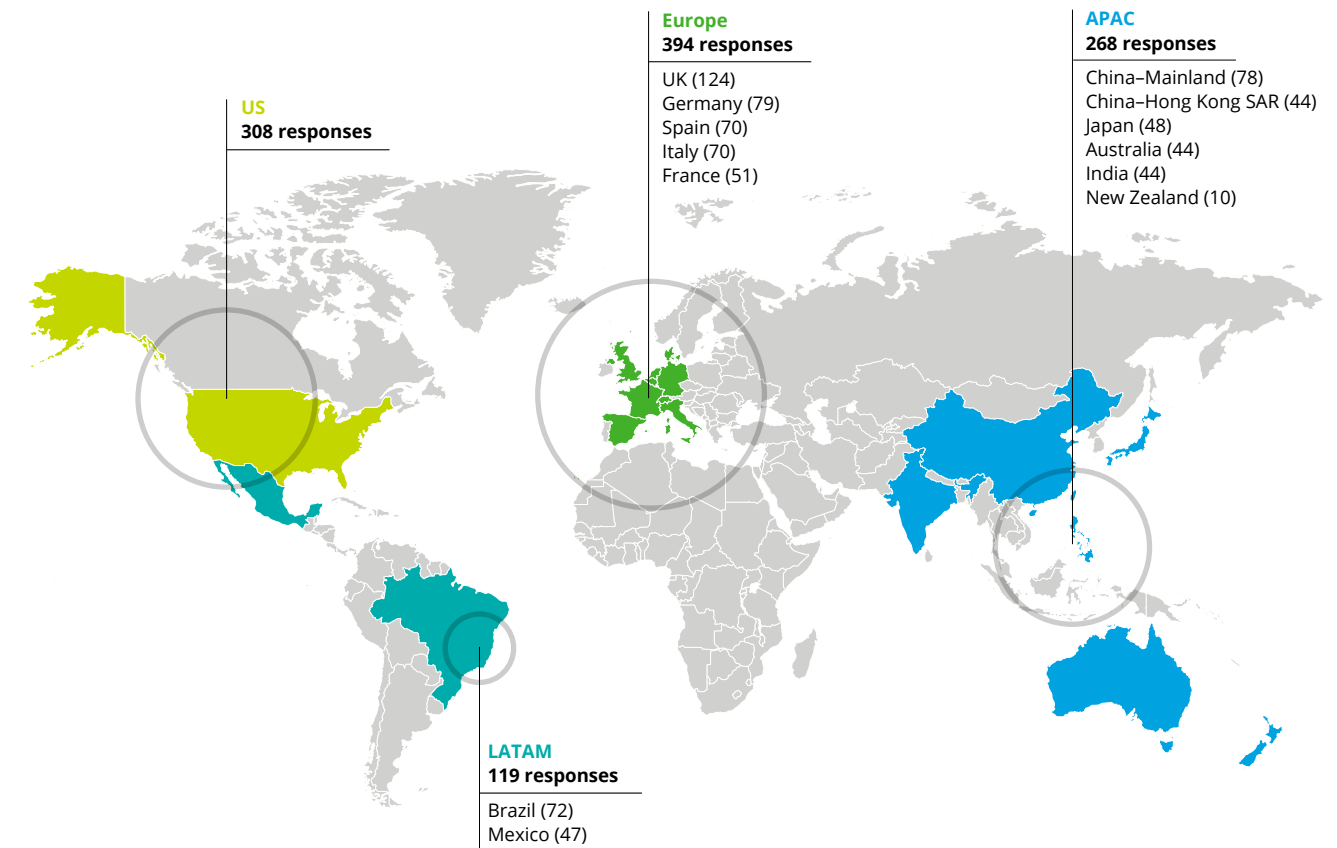 US
308 responses
Europe
394 responses
UK (124)
Germany (79)
Spain (70)
Italy (70)
France (51)
APAC
268 responses
China–Mainland (78)
China–Hong Kong SAR (44)
Japan (48)
Australia (44)
India (44)
New Zealand (10)
LATAM
119 responses
Brazil (72)
Mexico (47)